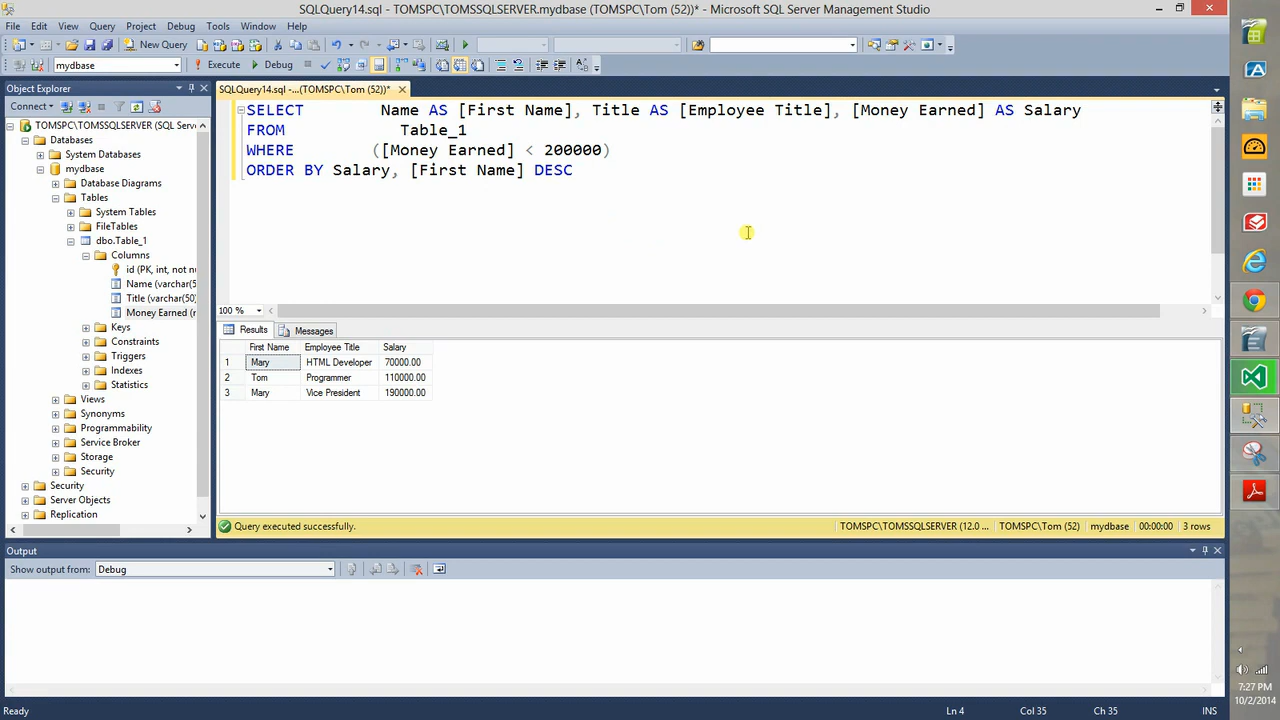 SQLQuery14.sql - TOMSPC\TOMSSQLSERVER.mydbase (TOMSPC\Tom (52))* - Microsoft SQL Server Management Studio
File Edit View Query Project Debug Tools Window Help
New Query
mydbase Execute Debug
Object Explorer
Connect
TOMSPC\TOMSSQLSERVER (SQL Serve
Databases
System Databases
mydbase
Database Diagrams
Tables
System Tables
FileTables
dbo.Table_1
Columns
id (PK, int, not nu
Name (varchar(5
Title (varchar(50)
Money Earned (r
Keys
Constraints
Triggers
Indexes
Statistics
Views
Synonyms
Programmability
Service Broker
Storage
Security
Security
Server Objects
Replication
SQLQuery14.sql -...(TOMSPC\Tom (52))*
SELECT Name AS [First Name], Title AS [Employee Title], [Money Earned] AS Salary
FROM Table_1
WHERE ([Money Earned] < 200000)
ORDER BY Salary, [First Name] DESC
100 %
Results Messages
First Name Employee Title Salary
1 Mary HTML Developer 70000.00
2 Tom Programmer 110000.00
3 Mary Vice President 190000.00
Query executed successfully. TOMSPC\TOMSSQLSERVER (12.0 ... TOMSPC\Tom (52) mydbase 00:00:00 3 rows
Output
Show output from: Debug
Ready Ln 4 Col 35 Ch 35 INS
7:27 PM
10/2/2014